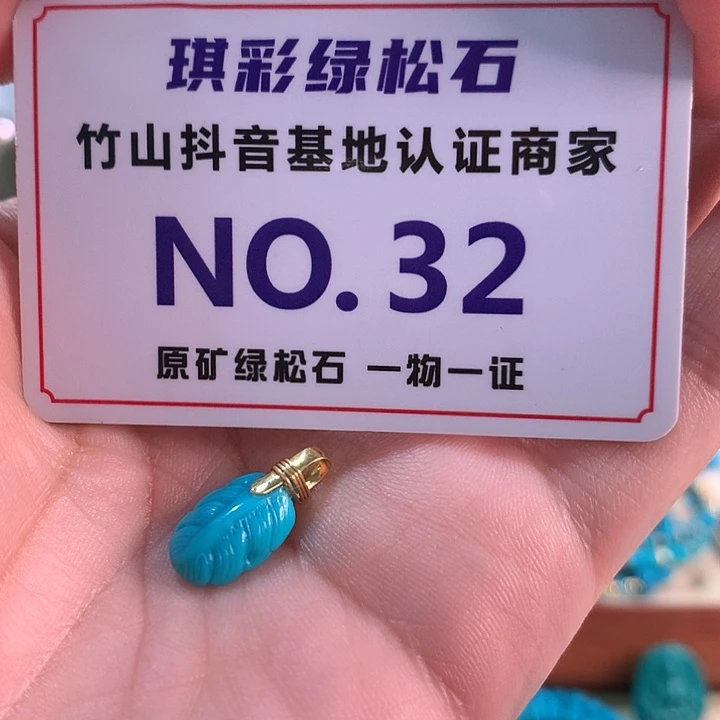 琪彩绿松石
竹山抖音基地认证商家
NO.32
原矿绿松石 一物一证